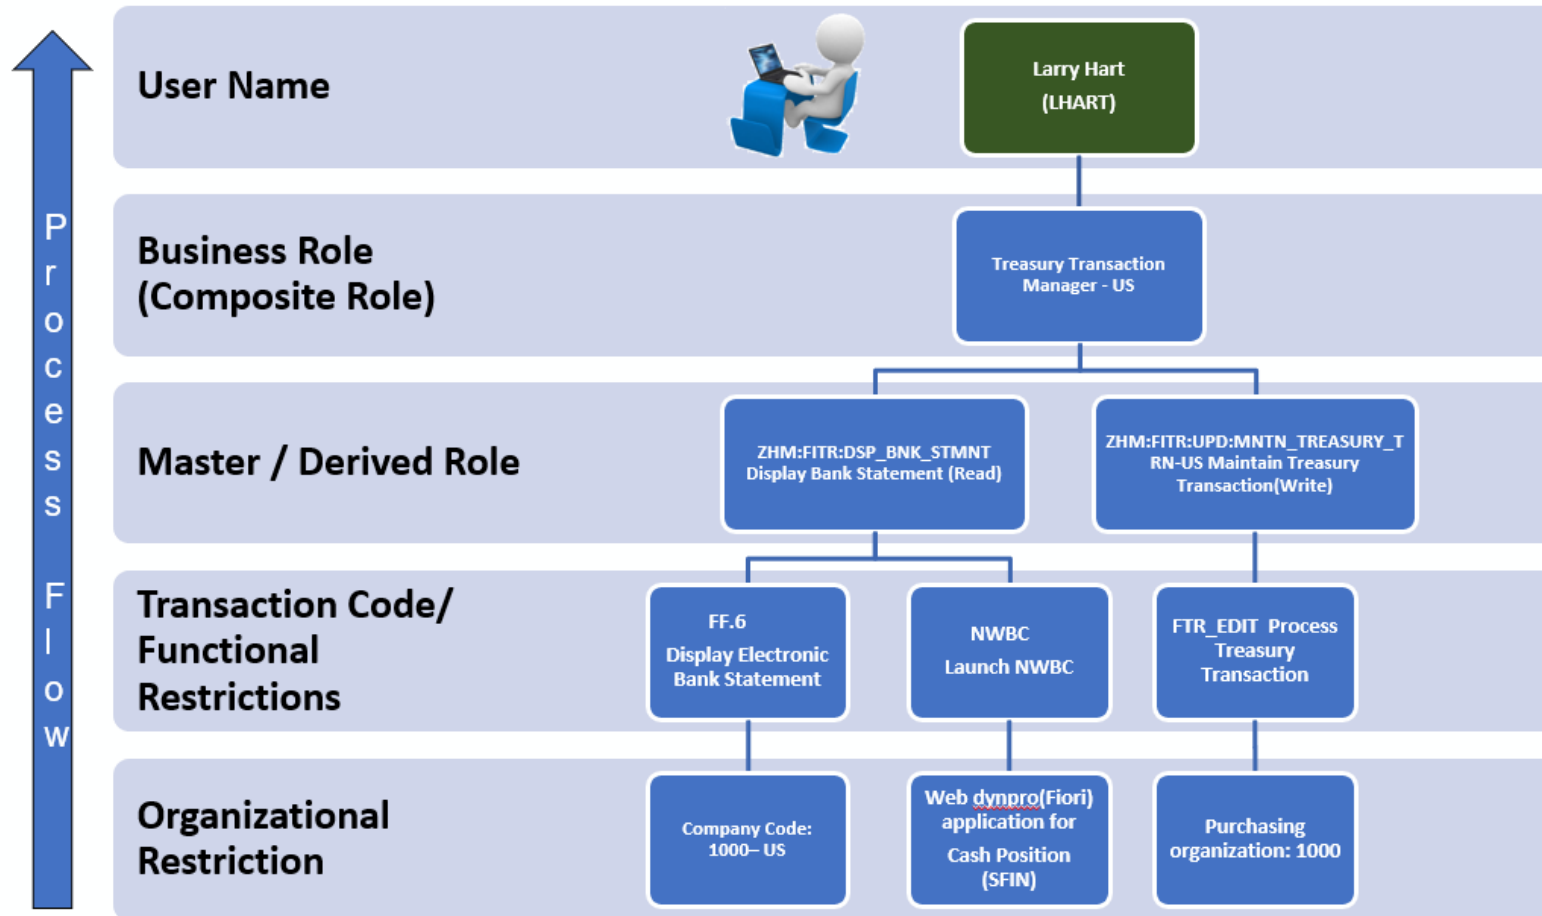 Process Flow
User Name
Larry Hart
(LHART)
Business Role
(Composite Role)
Treasury Transaction
Manager - US
Master / Derived Role
ZHM:FITR:DSP_BNK_STMNT
Display Bank Statement (Read)
ZHM:FITR:UPD:MNTN_TREASURY_T
RN-US Maintain Treasury
Transaction(Write)
Transaction Code/
Functional
Restrictions
FF.6
Display Electronic
Bank Statement
NWBC
Launch NWBC
FTR_EDIT  Process
Treasury
Transaction
Organizational
Restriction
Company Code:
1000– US
Web dynpro(Fiori)
application for
Cash Position
(SFIN)
Purchasing
organization: 1000